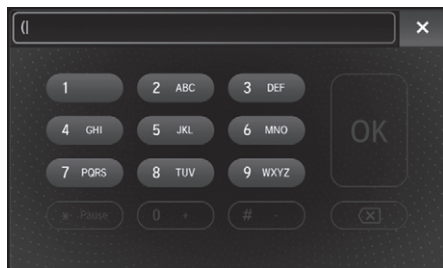 (
×
1 2 ABC 3 DEF
4 GHI 5 JKL 6 MNO OK
7 PQRS 8 TUV 9 WXYZ
* Pause 0 + # -